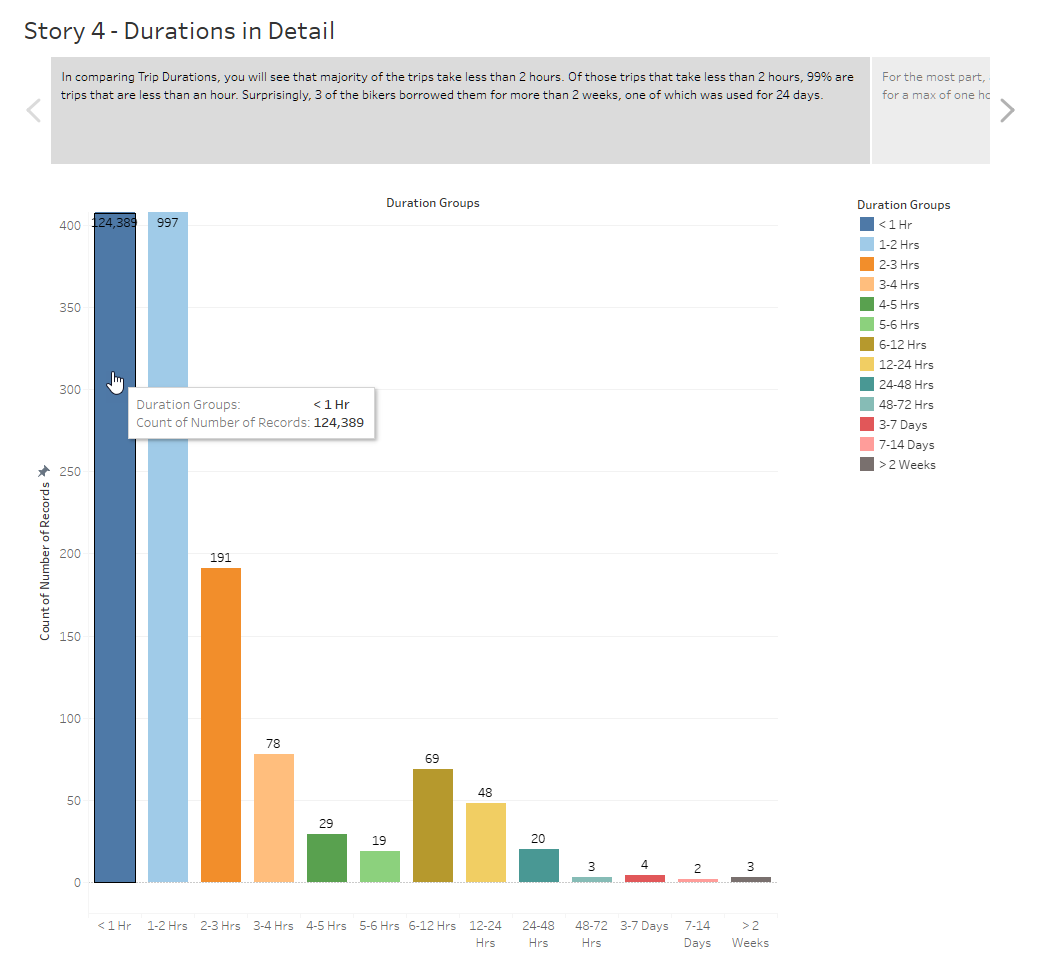 Story 4 - Durations in Detail
In comparing Trip Durations, you will see that majority of the trips take less than 2 hours. Of those trips that take less than 2 hours, 99% are
trips that are less than an hour. Surprisingly, 3 of the bikers borrowed them for more than 2 weeks, one of which was used for 24 days.
For the most part,
for a max of one
Duration Groups
400
350
300
250
200
150
100
50
0
Count of Number of Records
124,389
997
191
78
29
19
69
48
20
3
4
2
3
Duration Groups: < 1 Hr
Count of Number of Records: 124,389
< 1 Hr
1-2 Hrs
2-3 Hrs
3-4 Hrs
4-5 Hrs
5-6 Hrs
6-12 Hrs
12-24
Hrs
24-48
Hrs
48-72
Hrs
3-7 Days
7-14
Days
> 2
Weeks
Duration Groups
< 1 Hr
1-2 Hrs
2-3 Hrs
3-4 Hrs
4-5 Hrs
5-6 Hrs
6-12 Hrs
12-24 Hrs
24-48 Hrs
48-72 Hrs
3-7 Days
7-14 Days
> 2 Weeks